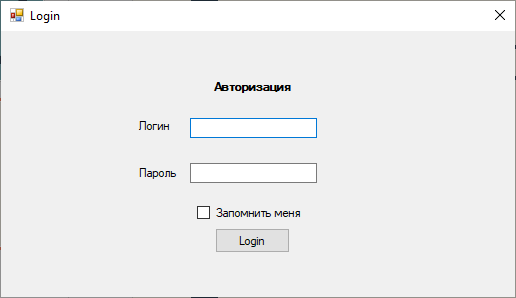 Login
Авторизация
Логин
Пароль
Запомнить меня
Login